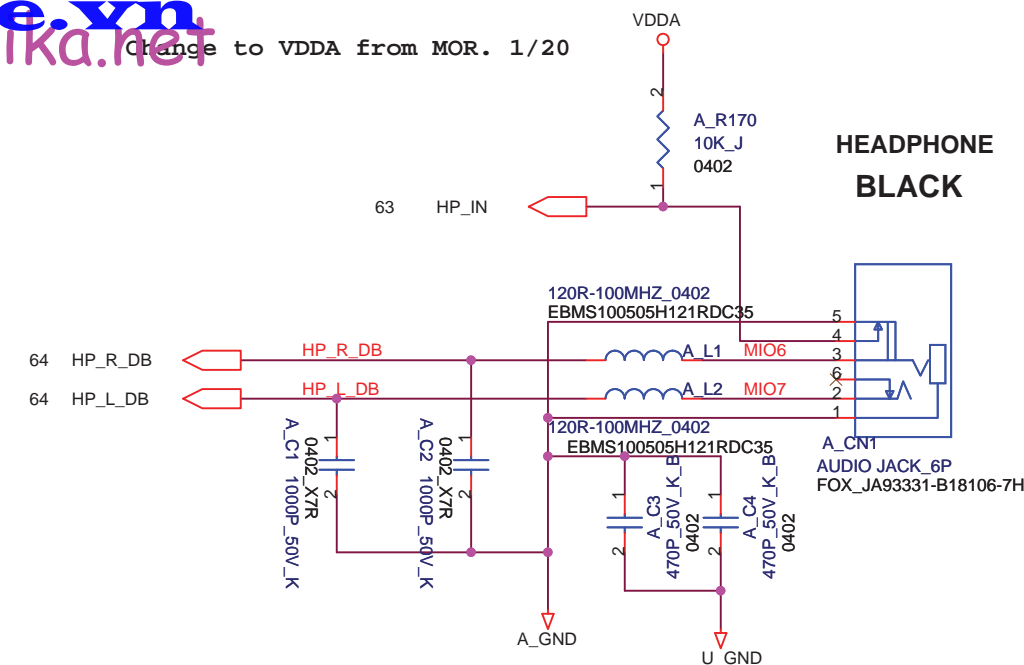 e.vn
ika.net
Change to VDDA from MOR. 1/20
VDDA
2
A_R170
10K_J
0402
1
HEADPHONE
BLACK
63 HP_IN
120R-100MHZ_0402
EBMS100505H121RDC35
5
4
64 HP_R_DB
HP_R_DB
A_L1
MIO6
3
6
64 HP_L_DB
HP_L_DB
A_L2
MIO7
2
1
120R-100MHZ_0402
EBMS100505H121RDC35
A_CN1
AUDIO JACK_6P
FOX_JA93331-B18106-7H
A_C1 1000P_50V_K
0402_X7R
1
2
A_C2 1000P_50V_K
0402_X7R
1
2
1
2
A_C3
470P_50V_K_B
0402
1
2
A_C4
470P_50V_K_B
0402
A_GND
U_GND